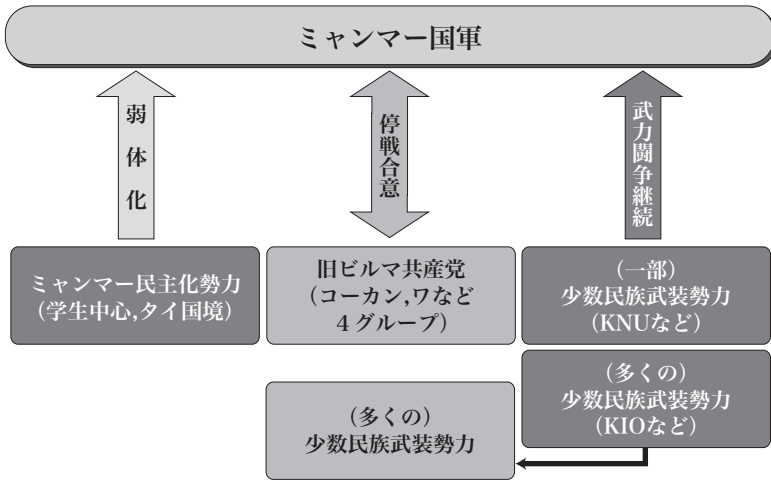 ミャンマー国軍
弱体化
停戦合意
武力闘争継続
ミャンマー民主化勢力
(学生中心,タイ国境)
旧ビルマ共産党
(コーカン,ワなど
4グループ)
(一部)
少数民族武装勢力
(KNUなど)
(多くの)
少数民族武装勢力
(多くの)
少数民族武装勢力
(KIOなど)